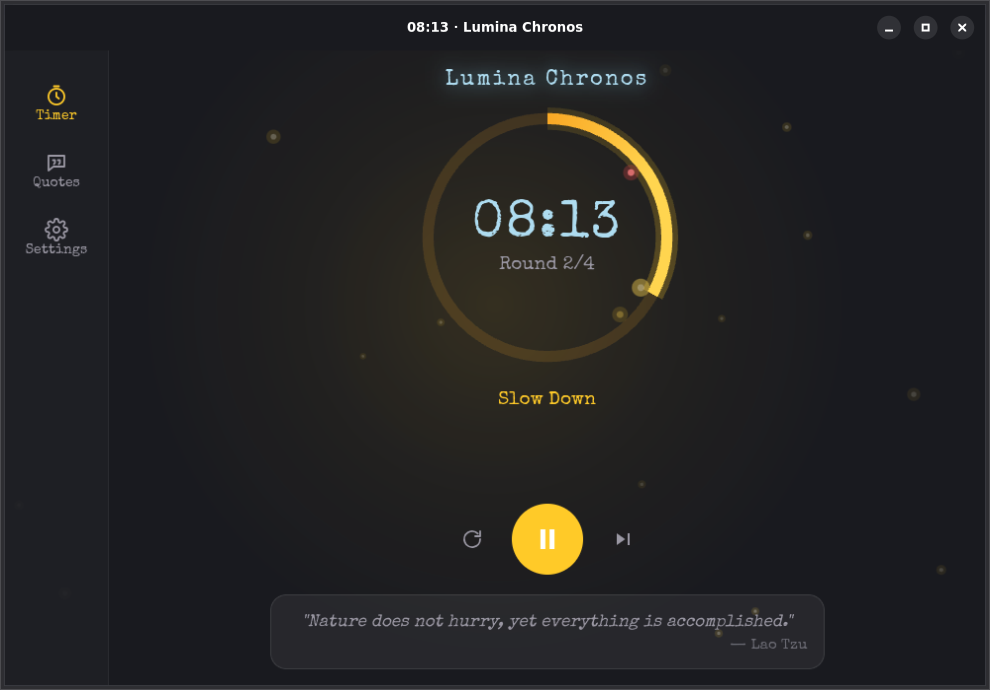 08:13 · Lumina Chronos
Timer
Quotes
Settings
Lumina Chronos
08:13
Round 2/4
Slow Down
"Nature does not hurry, yet everything is accomplished."
— Lao Tzu